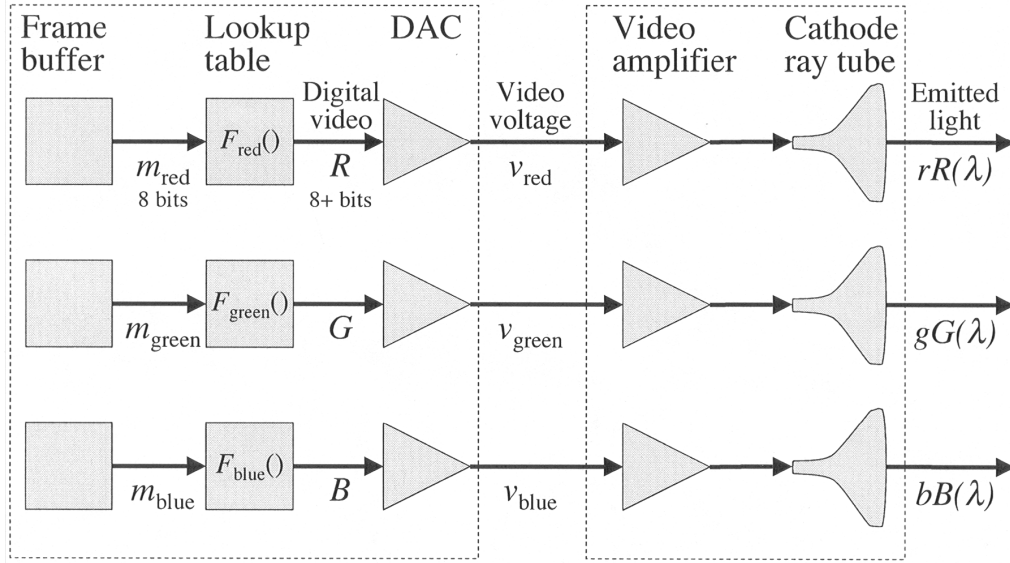 Frame
buffer
Lookup
table
DAC
Video
amplifier
Cathode
ray tube
Digital
video
Video
voltage
Emitted
light
m_red
8 bits
F_red()
R
8+ bits
v_red
rR(λ)
m_green
F_green()
G
v_green
gG(λ)
m_blue
F_blue()
B
v_blue
bB(λ)